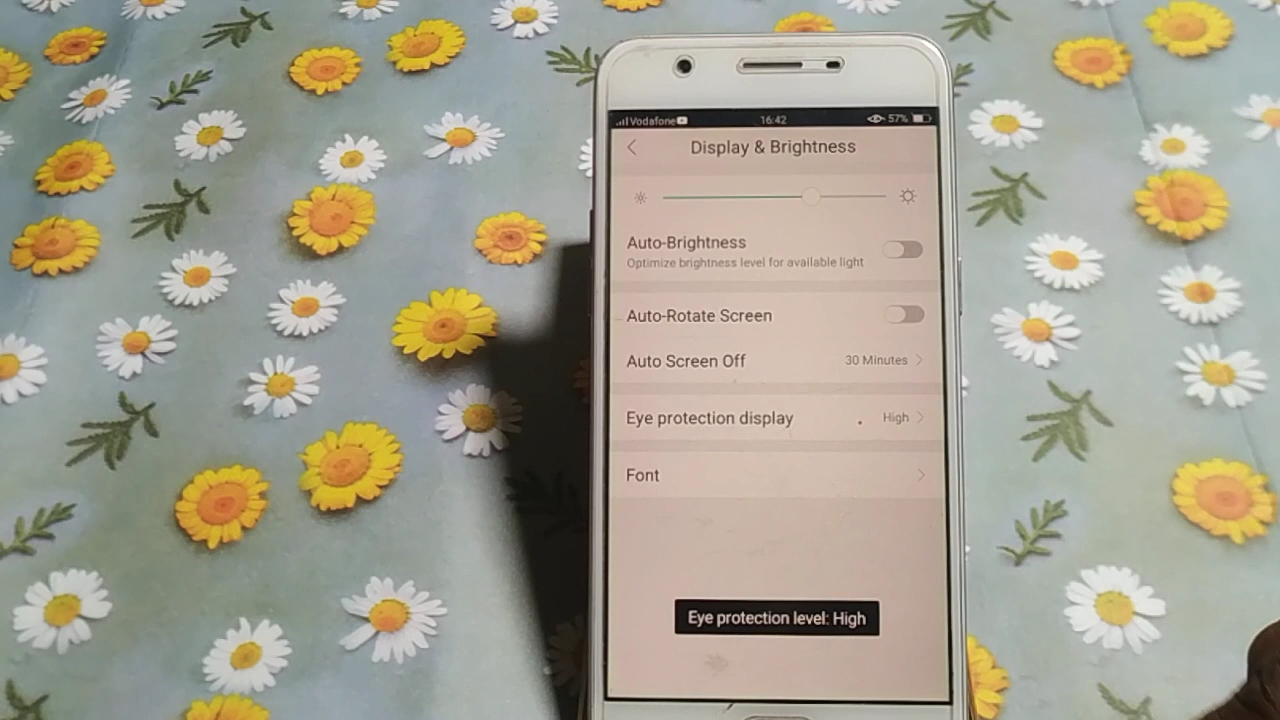 Vodafone 16:42 57%
Display & Brightness
Auto-Brightness
Optimize brightness level for available light
Auto-Rotate Screen
Auto Screen Off 30 Minutes
Eye protection display High
Font
Eye protection level: High